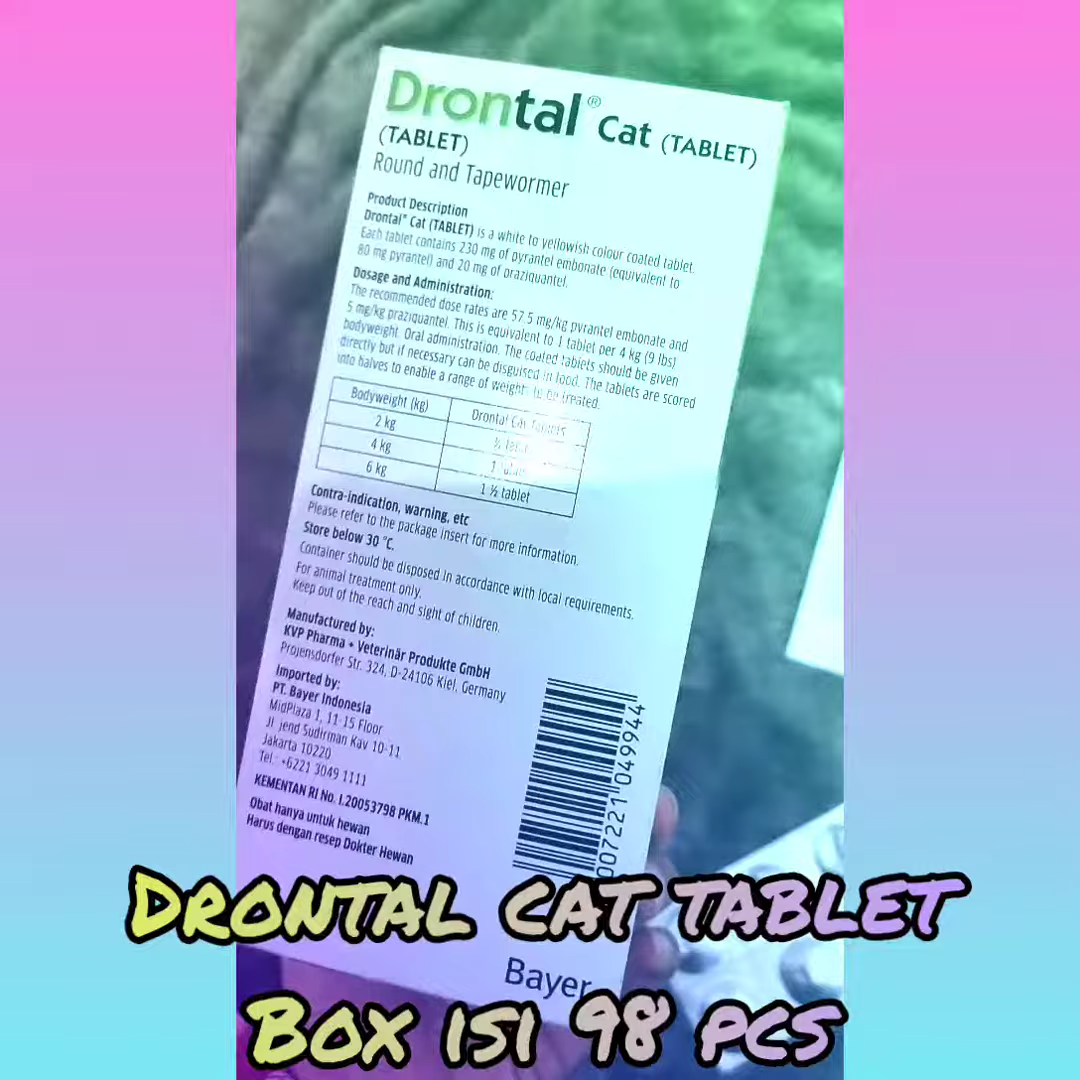 Drontal® Cat (TABLET)
(TABLET)
Round and Tapewormer
Product Description
Drontal® Cat (TABLET) is a white to yellowish colour coated tablet.
Each tablet contains 230 mg of pyrantel embonate (equivalent to
80 mg pyrantel) and 20 mg of praziquantel.
Dosage and Administration:
The recommended dose rates are 57.5 mg/kg pyrantel embonate and
5 mg/kg praziquantel. This is equivalent to 1 tablet per 4 kg (9 lbs)
bodyweight. Oral administration. The coated tablets should be given
directly but if necessary can be disguised in food. The tablets are scored
into halves to enable a range of weights to be treated.
Bodyweight (kg) Drontal Cat Tablets
2 kg ½ tablet
4 kg 1 tablet
6 kg 1 ½ tablet
Contra-indication, warning, etc
Please refer to the package insert for more information.
Store below 30 °C.
Container should be disposed in accordance with local requirements.
For animal treatment only.
Keep out of the reach and sight of children.
Manufactured by:
KVP Pharma + Veterinär Produkte GmbH
Projensdorfer Str. 324, D-24106 Kiel, Germany
Imported by:
PT. Bayer Indonesia
MidPlaza 1, 11-15 Floor
Jl. Jend Sudirman Kav 10-11
Jakarta 10220
Tel.: +6221 3049 1111
KEMENTAN RI No. I.20053798 PKM.1
Obat hanya untuk hewan
Harus dengan resep Dokter Hewan
007221 049944
Bayer
Drontal cat tablet
Box isi 98 pcs